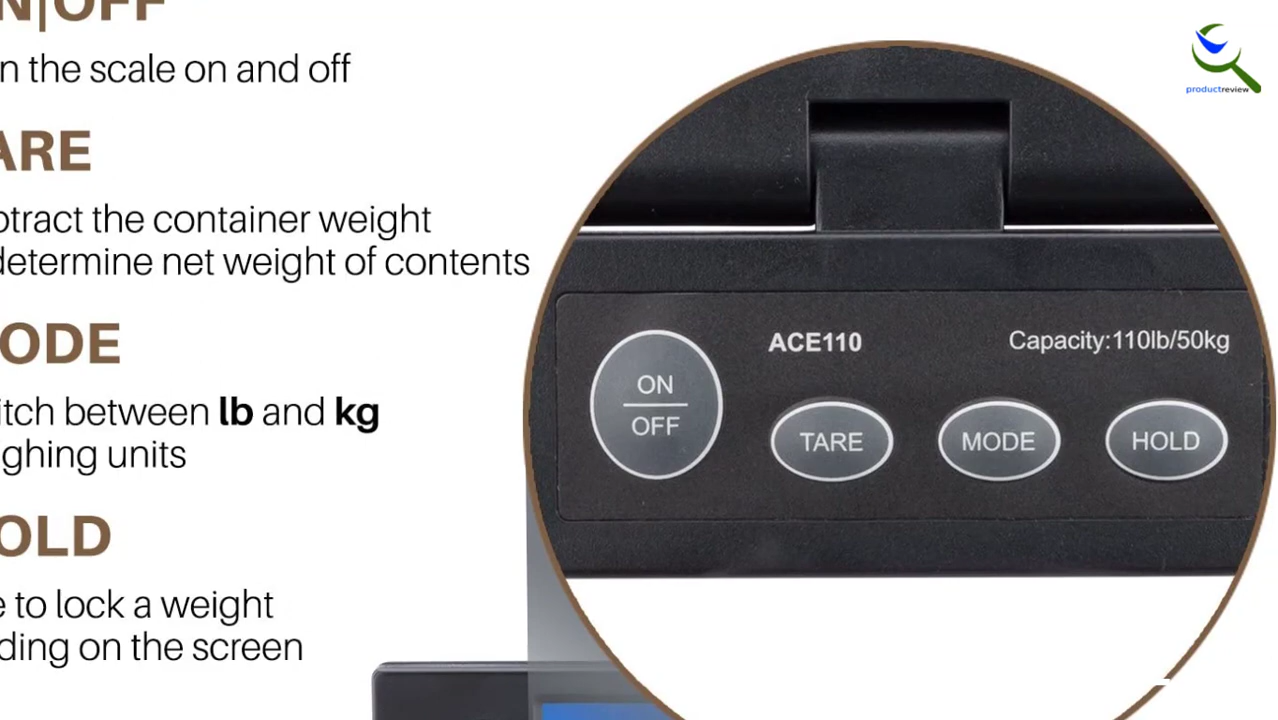 N|OFF
n the scale on and off
ARE
otract the container weight
determine net weight of contents
ODE
itch between lb and kg
ghing units
OLD
e to lock a weight
ding on the screen
productreview
ACE110
Capacity:110lb/50kg
ON
OFF
TARE
MODE
HOLD